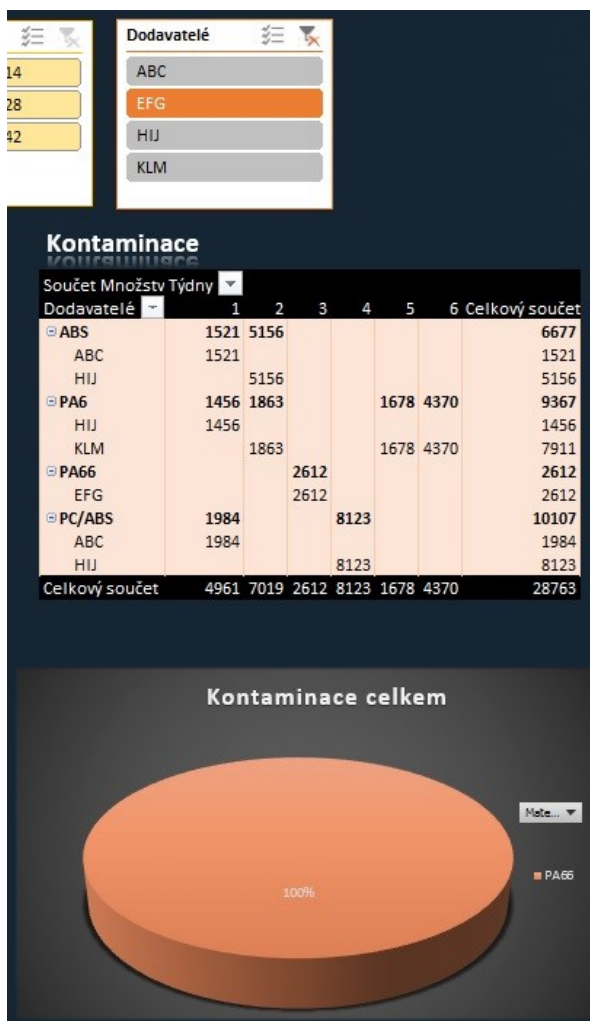 14
28
42
Dodavatelé
ABC
EFG
HIJ
KLM
Kontaminace
Součet Množstv Týdny
Dodavatelé 1 2 3 4 5 6 Celkový součet
ABS 1521 5156 6677
ABC 1521 1521
HIJ 5156 5156
PA6 1456 1863 1678 4370 9367
HIJ 1456 1456
KLM 1863 1678 4370 7911
PA66 2612 2612
EFG 2612 2612
PC/ABS 1984 8123 10107
ABC 1984 1984
HIJ 8123 8123
Celkový součet 4961 7019 2612 8123 1678 4370 28763
Kontaminace celkem
Mate...
PA66
100%